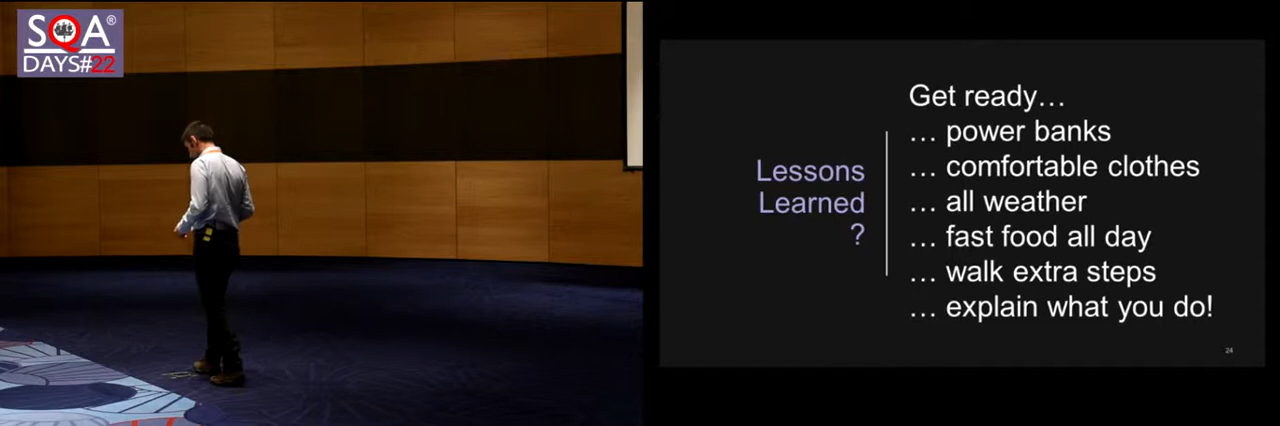 SQA®
DAYS#22
Lessons
Learned
?
Get ready…
… power banks
… comfortable clothes
… all weather
… fast food all day
… walk extra steps
… explain what you do!
24